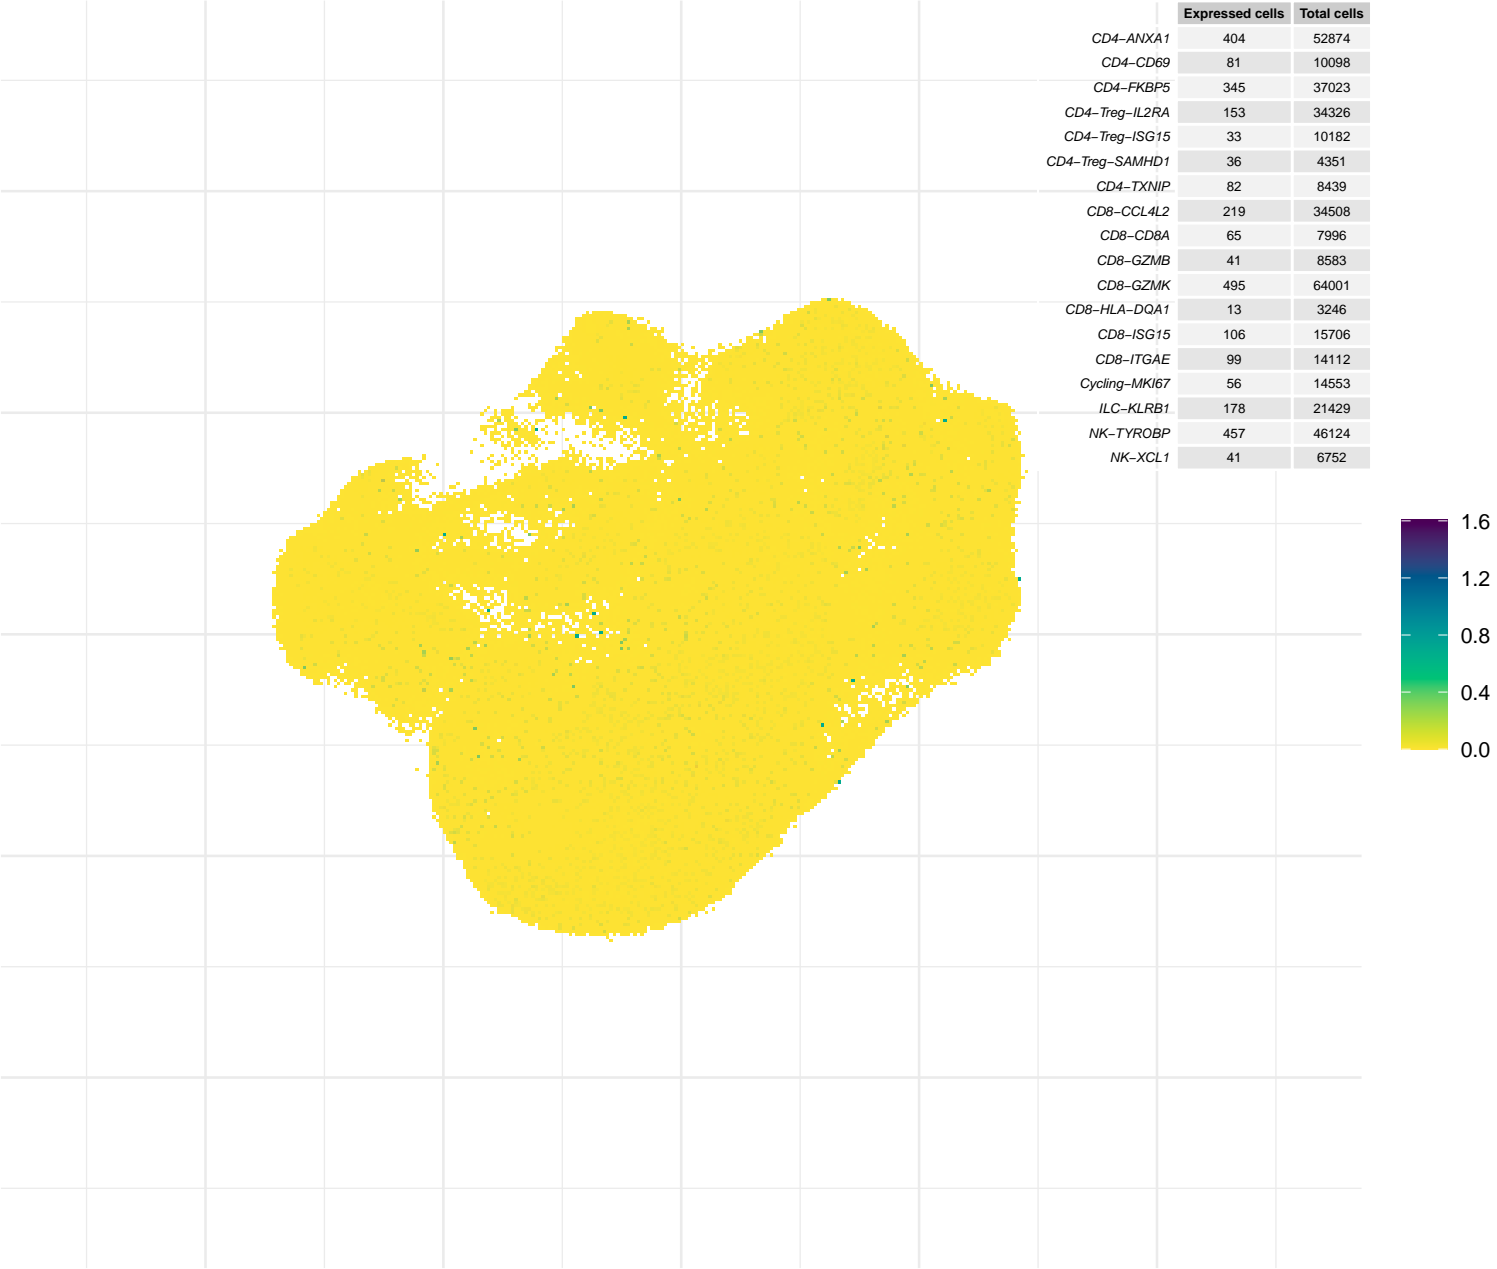 Expressed cells Total cells
CD4−ANXA1 404 52874
CD4−CD69 81 10098
CD4−FKBP5 345 37023
CD4−Treg−IL2RA 153 34326
CD4−Treg−ISG15 33 10182
CD4−Treg−SAMHD1 36 4351
CD4−TXNIP 82 8439
CD8−CCL4L2 219 34508
CD8−CD8A 65 7996
CD8−GZMB 41 8583
CD8−GZMK 495 64001
CD8−HLA−DQA1 13 3246
CD8−ISG15 106 15706
CD8−ITGAE 99 14112
Cycling−MKI67 56 14553
ILC−KLRB1 178 21429
NK−TYROBP 457 46124
NK−XCL1 41 6752
1.6
1.2
0.8
0.4
0.0